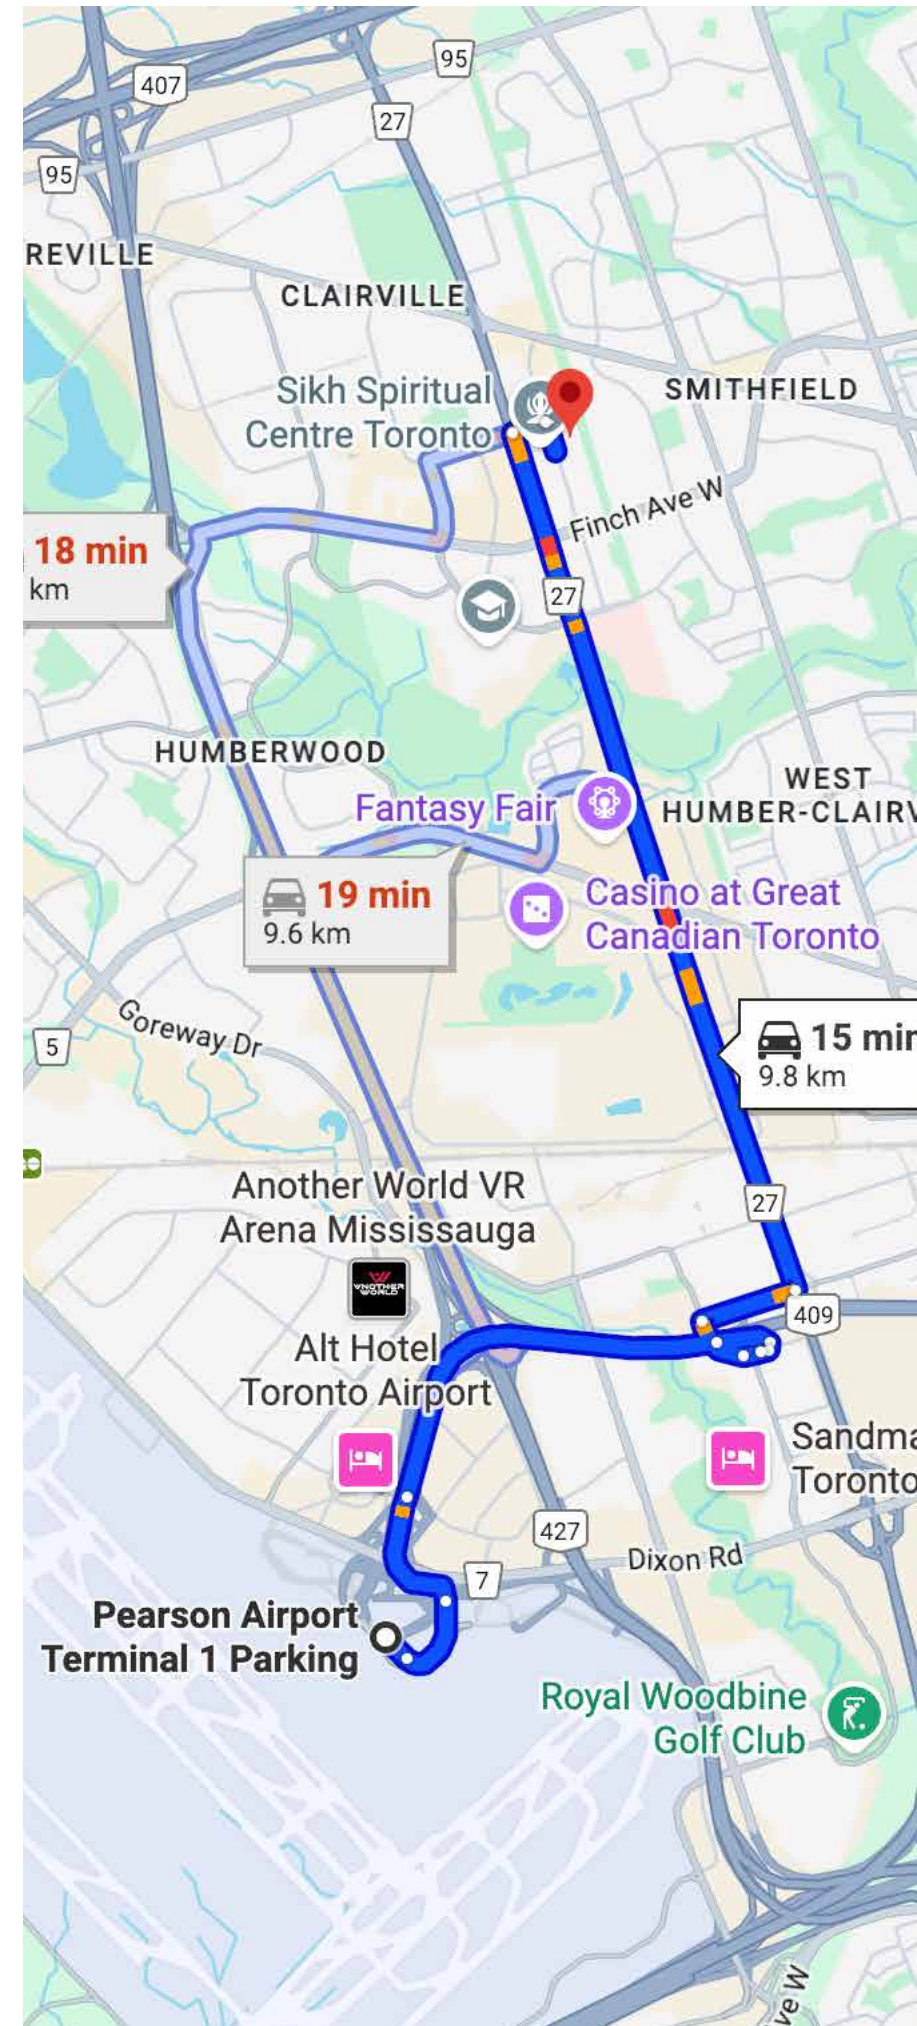 95
407
27
95
REVILLE
CLAIRVILLE
Sikh Spiritual
Centre Toronto
SMITHFIELD
Finch Ave W
18 min
km
27
HUMBERWOOD
WEST
HUMBER-CLAIRV
Fantasy Fair
19 min
9.6 km
Casino at Great
Canadian Toronto
Goreway Dr
5
15 min
9.8 km
Another World VR
Arena Mississauga
27
WNOTHER
WORLD
409
Alt Hotel
Toronto Airport
Sandma
Toronto
427
Dixon Rd
7
Pearson Airport
Terminal 1 Parking
Royal Woodbine
Golf Club
ve W